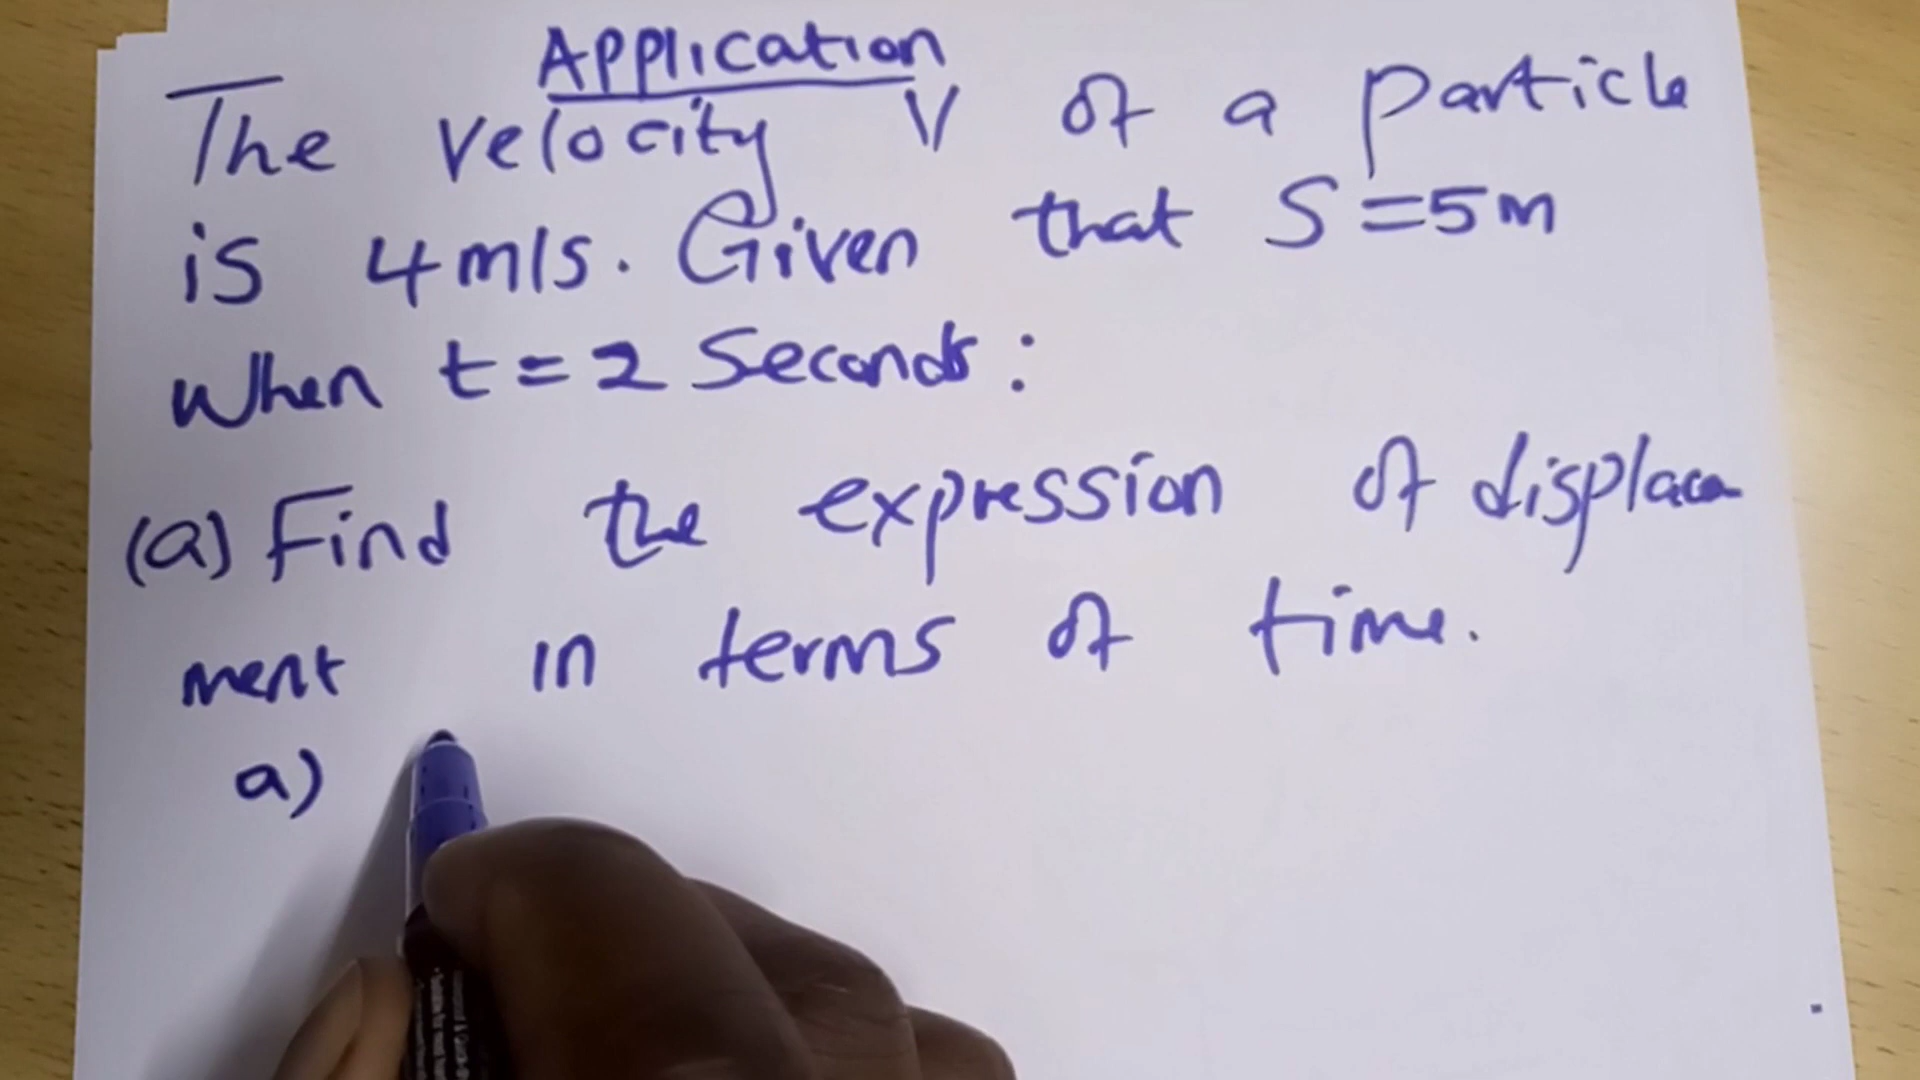 Application
The velocity V of a particle
is 4m/s. Given that S=5m
when t=2 Seconds:
(a) Find the expression of displace
ment in terms of time.
a)